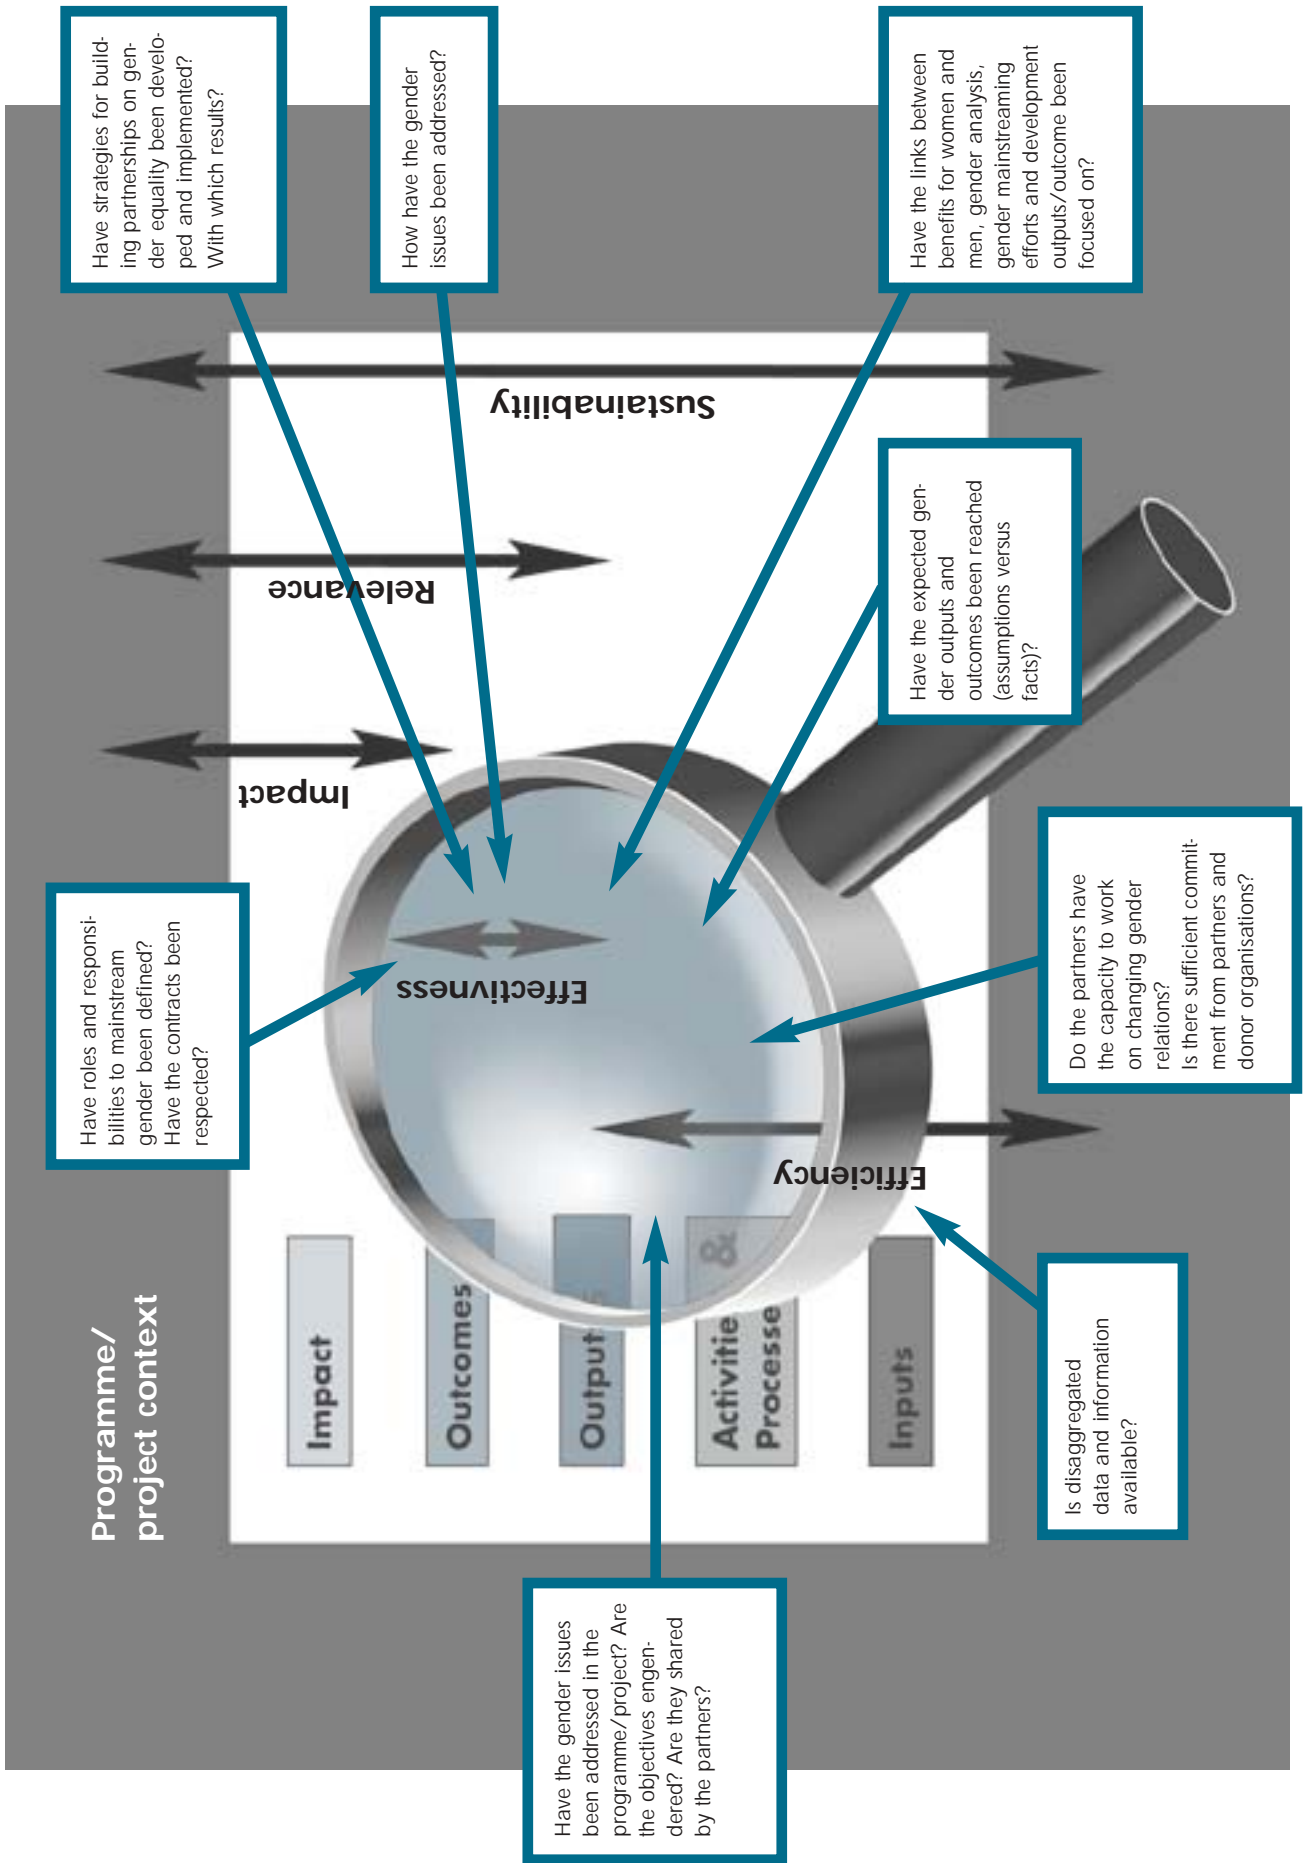 Programme/
project context
Have roles and responsi-
bilities to mainstream
gender been defined?
Have the contracts been
respected?
Have strategies for build-
ing partnerships on gen-
der equality been develo-
ped and implemented?
With which results?
How have the gender
issues been addressed?
Have the links between
benefits for women and
men, gender analysis,
gender mainstreaming
efforts and development
outputs/outcome been
focused on?
Have the expected gen-
der outputs and
outcomes been reached
(assumptions versus
facts)?
Do the partners have
the capacity to work
on changing gender
relations?
Is there sufficient commit-
ment from partners and
donor organisations?
Is disaggregated
data and information
available?
Have the gender issues
been addressed in the
programme/project? Are
the objectives engen-
dered? Are they shared
by the partners?
Impact
Outcomes
Outputs
Activitie &
Processe
Inputs
Efficiency
Effectivness
Impact
Relevance
Sustainability